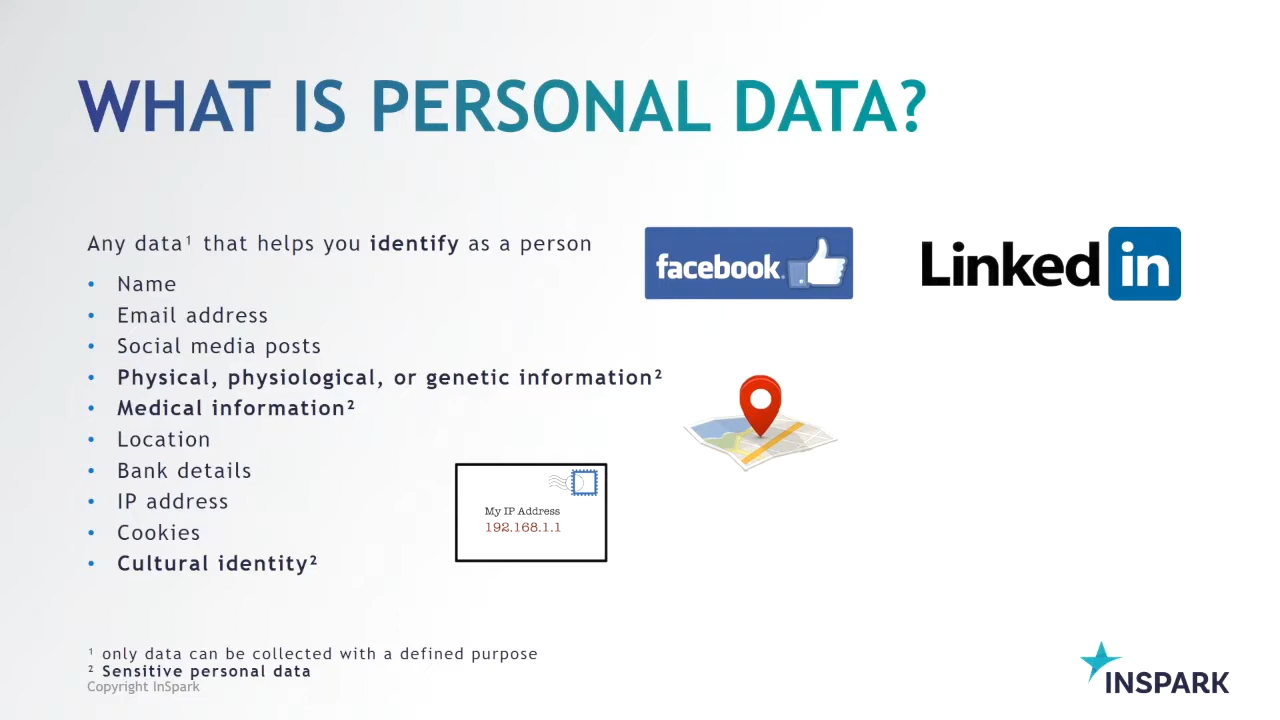 WHAT IS PERSONAL DATA?
Any data¹ that helps you identify as a person
• Name
• Email address
• Social media posts
• Physical, physiological, or genetic information²
• Medical information²
• Location
• Bank details
• IP address
• Cookies
• Cultural identity²
facebook
Linked in
My IP Address
192.168.1.1
¹ only data can be collected with a defined purpose
² Sensitive personal data
Copyright InSpark
INSPARK